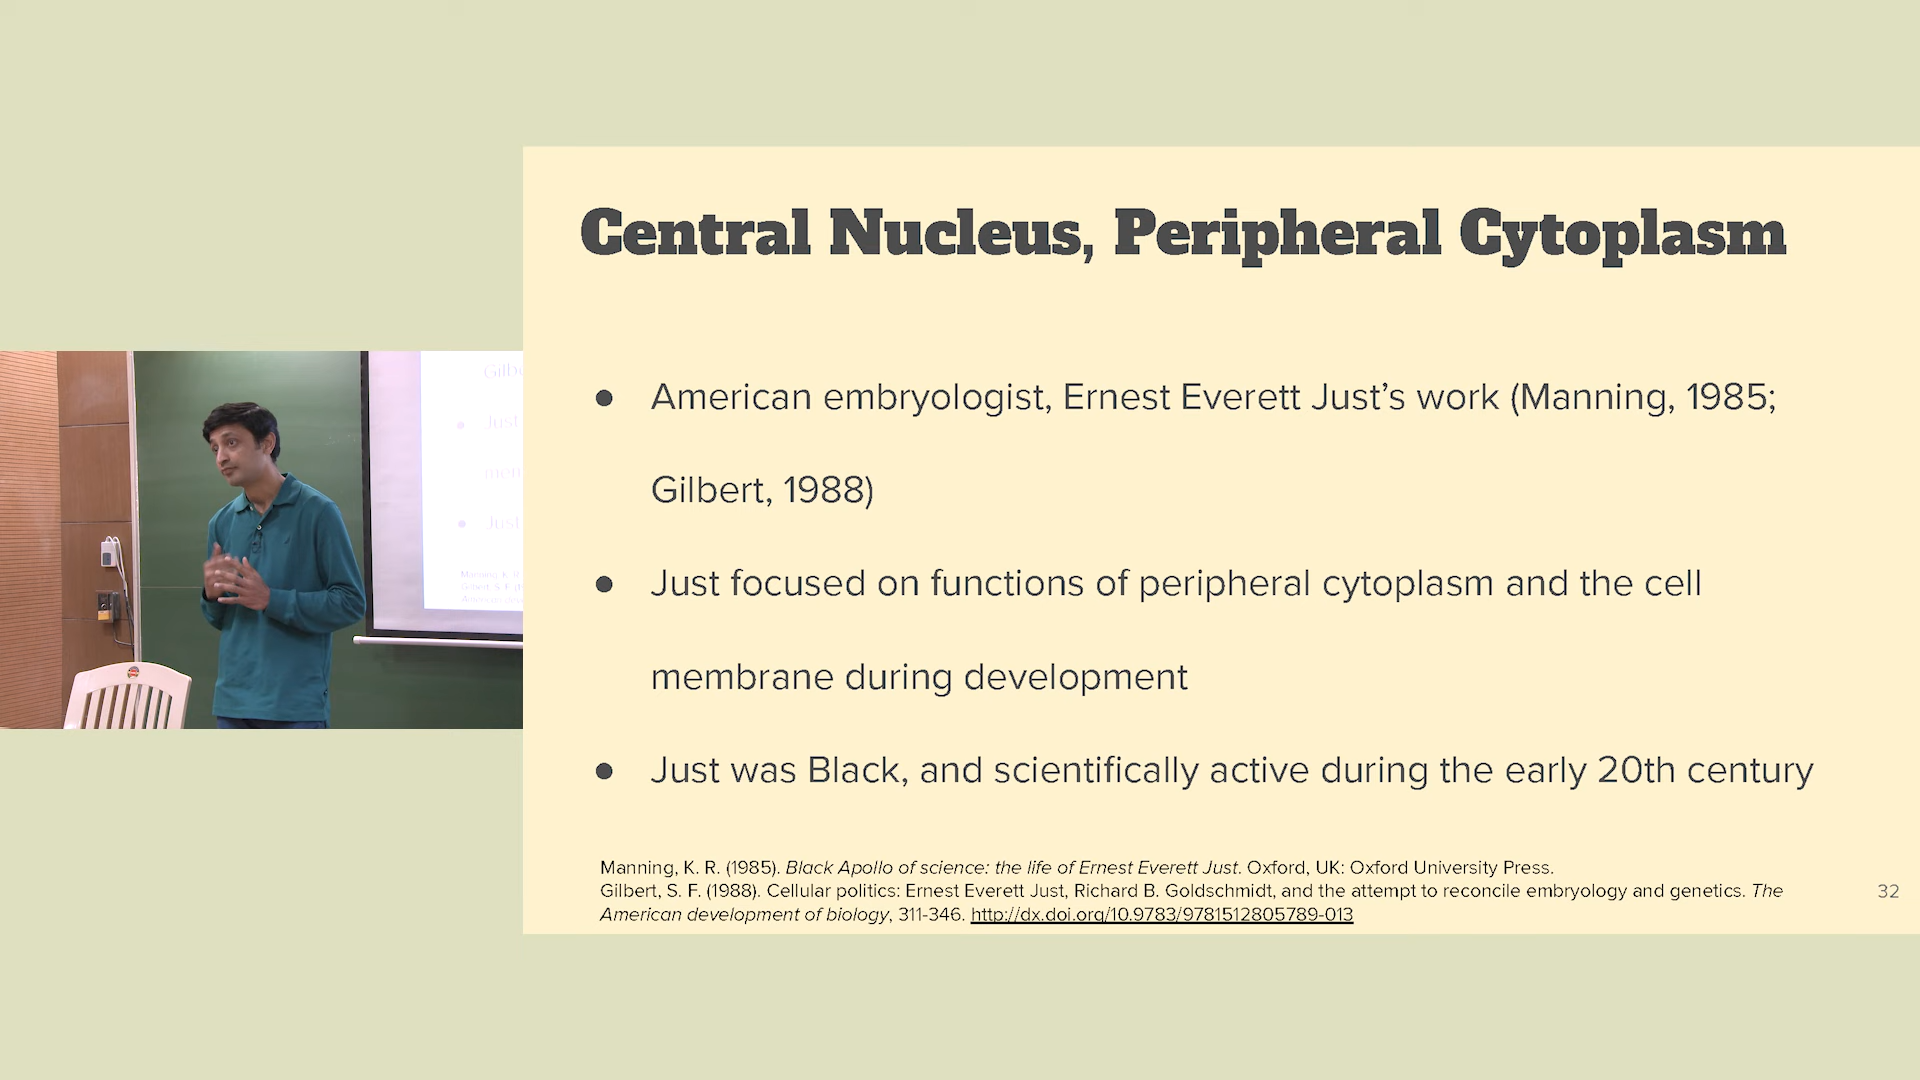 Central Nucleus, Peripheral Cytoplasm
● American embryologist, Ernest Everett Just’s work (Manning, 1985;
Gilbert, 1988)
● Just focused on functions of peripheral cytoplasm and the cell
membrane during development
● Just was Black, and scientifically active during the early 20th century
Manning, K. R. (1985). Black Apollo of science: the life of Ernest Everett Just. Oxford, UK: Oxford University Press.
Gilbert, S. F. (1988). Cellular politics: Ernest Everett Just, Richard B. Goldschmidt, and the attempt to reconcile embryology and genetics. The
American development of biology, 311-346. http://dx.doi.org/10.9783/9781512805789-013
32
Just
Just